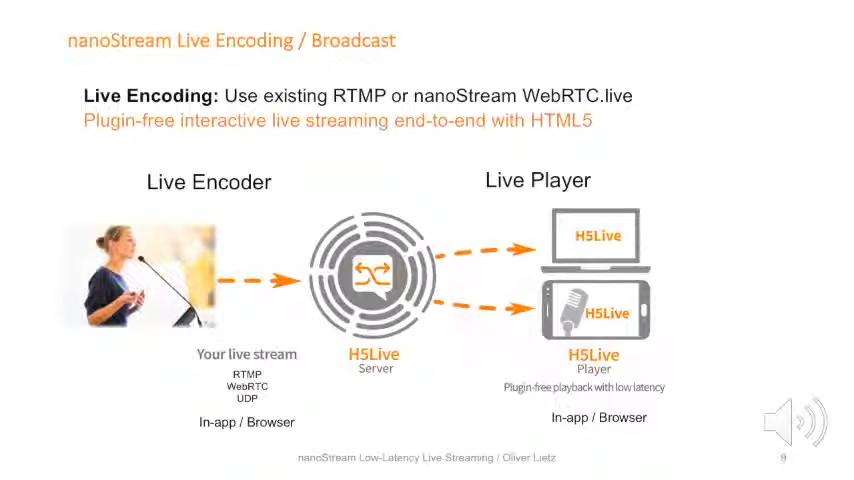 nanoStream Live Encoding / Broadcast
Live Encoding: Use existing RTMP or nanoStream WebRTC.live
Plugin-free interactive live streaming end-to-end with HTML5
Live Encoder
Live Player
H5Live
H5Live
Your live stream
RTMP
WebRTC
UDP
In-app / Browser
H5Live
Server
H5Live
Player
Plugin-free playback with low latency
In-app / Browser
nanoStream Low-Latency Live Streaming / Oliver Lietz
9